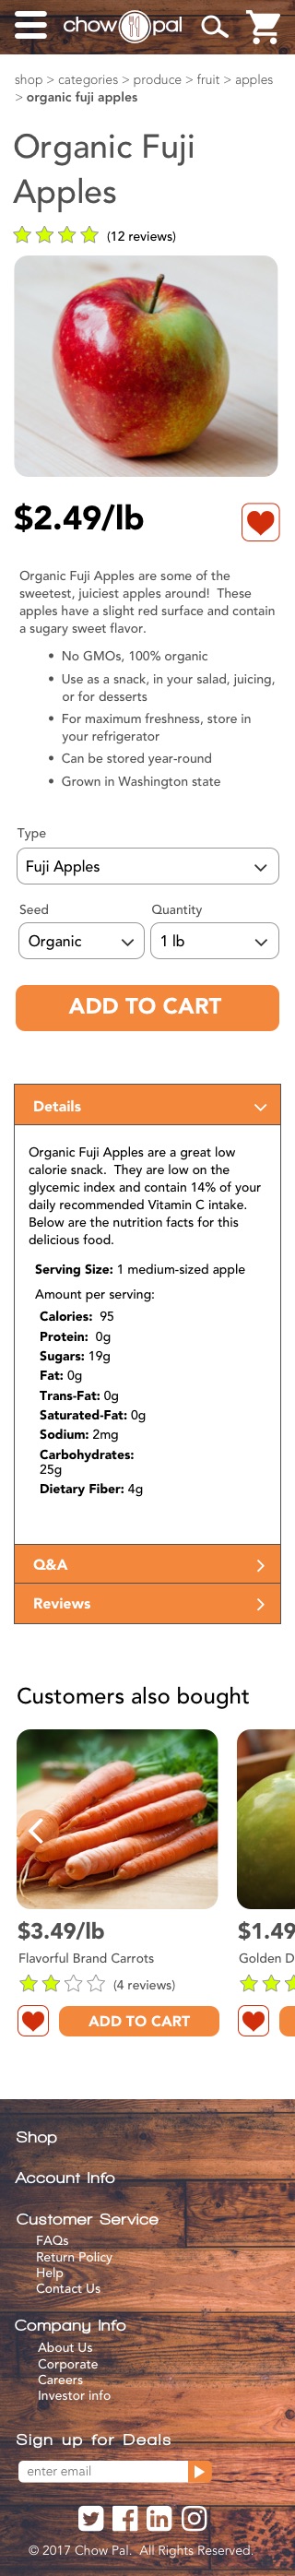 chow pal
shop > categories > produce > fruit > apples
> organic fuji apples
Organic Fuji
Apples
(12 reviews)
$2.49/lb
Organic Fuji Apples are some of the
sweetest, juiciest apples around!  These
apples have a slight red surface and contain
a sugary sweet flavor.
• No GMOs, 100% organic
• Use as a snack, in your salad, juicing,
or for desserts
• For maximum freshness, store in
your refrigerator
• Can be stored year-round
• Grown in Washington state
Type
Fuji Apples
Seed Quantity
Organic 1 lb
ADD TO CART
Details
Organic Fuji Apples are a great low
calorie snack.  They are low on the
glycemic index and contain 14% of your
daily recommended Vitamin C intake.
Below are the nutrition facts for this
delicious food.
Serving Size: 1 medium-sized apple
Amount per serving:
Calories:  95
Protein:  0g
Sugars: 19g
Fat: 0g
Trans-Fat: 0g
Saturated-Fat: 0g
Sodium: 2mg
Carbohydrates:
25g
Dietary Fiber: 4g
Q&A
Reviews
Customers also bought
$3.49/lb $1.49
Flavorful Brand Carrots Golden D
(4 reviews)
ADD TO CART
Shop
Account Info
Customer Service
FAQs
Return Policy
Help
Contact Us
Company Info
About Us
Corporate
Careers
Investor info
Sign up for Deals
enter email
© 2017 Chow Pal.  All Rights Reserved.